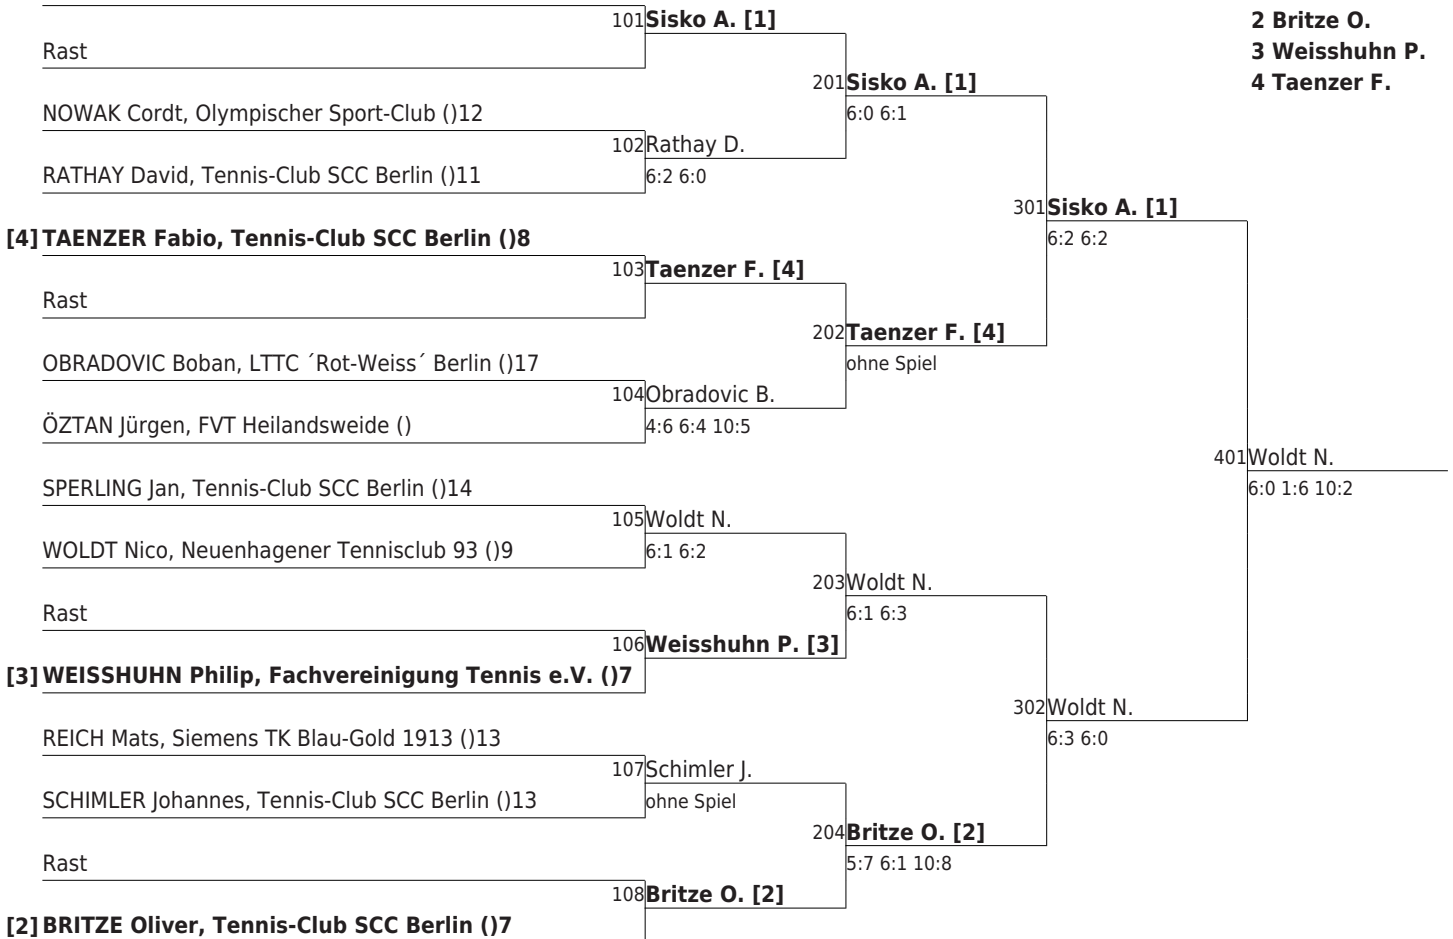 101 Sisko A. [1]
2 Britze O.
Rast
3 Weisshuhn P.
201 Sisko A. [1]
4 Taenzer F.
NOWAK Cordt, Olympischer Sport-Club ()12
6:0 6:1
102 Rathay D.
RATHAY David, Tennis-Club SCC Berlin ()11
6:2 6:0
301 Sisko A. [1]
[4] TAENZER Fabio, Tennis-Club SCC Berlin ()8
6:2 6:2
103 Taenzer F. [4]
Rast
202 Taenzer F. [4]
OBRADOVIC Boban, LTTC ´Rot-Weiss´ Berlin ()17
ohne Spiel
104 Obradovic B.
ÖZTAN Jürgen, FVT Heilandsweide ()
4:6 6:4 10:5
401 Woldt N.
SPERLING Jan, Tennis-Club SCC Berlin ()14
6:0 1:6 10:2
105 Woldt N.
WOLDT Nico, Neuenhagener Tennisclub 93 ()9
6:1 6:2
203 Woldt N.
Rast
6:1 6:3
106 Weisshuhn P. [3]
[3] WEISSHUHN Philip, Fachvereinigung Tennis e.V. ()7
302 Woldt N.
REICH Mats, Siemens TK Blau-Gold 1913 ()13
6:3 6:0
107 Schimler J.
SCHIMLER Johannes, Tennis-Club SCC Berlin ()13
ohne Spiel
204 Britze O. [2]
Rast
5:7 6:1 10:8
108 Britze O. [2]
[2] BRITZE Oliver, Tennis-Club SCC Berlin ()7